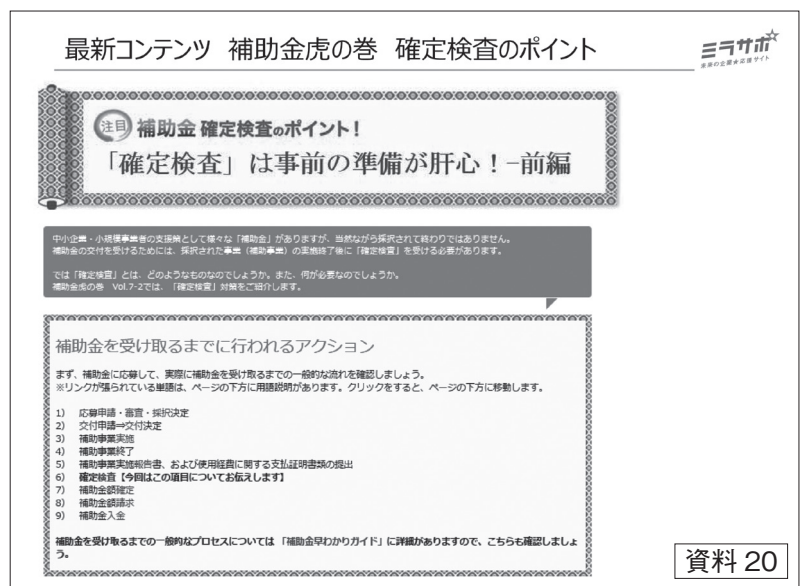 最新コンテンツ 補助金虎の巻 確定検査のポイント
ミラサポ
未来の企業★応援サイト
注目 補助金 確定検査のポイント！
「確定検査」は事前の準備が肝心！-前編
中小企業・小規模事業者の支援策として様々な「補助金」がありますが、当然ながら採択されて終わりではありません。
補助金の交付を受けるためには、採択された事業（補助事業）の実施終了後に「確定検査」を受ける必要があります。
では「確定検査」とは、どのようなものなのでしょうか。また、何が必要なのでしょうか。
補助金虎の巻 Vol.7-2では、「確定検査」対策をご紹介します。
補助金を受け取るまでに行われるアクション
まず、補助金に応募して、実際に補助金を受け取るまでの一般的な流れを確認しましょう。
※リンクが張られている単語は、ページの下方に用語説明があります。クリックをすると、ページの下方に移動します。
1) 応募申請・審査・採択決定
2) 交付申請⇒交付決定
3) 補助事業実施
4) 補助事業終了
5) 補助事業実施報告書、および使用経費に関する支払証明書類の提出
6) 確定検査【今回はこの項目についてお伝えします】
7) 補助金額確定
8) 補助金額請求
9) 補助金入金
補助金を受け取るまでの一般的なプロセスについては 「補助金早わかりガイド」に詳細がありますので、こちらも確認しましょ
う。
資料 20